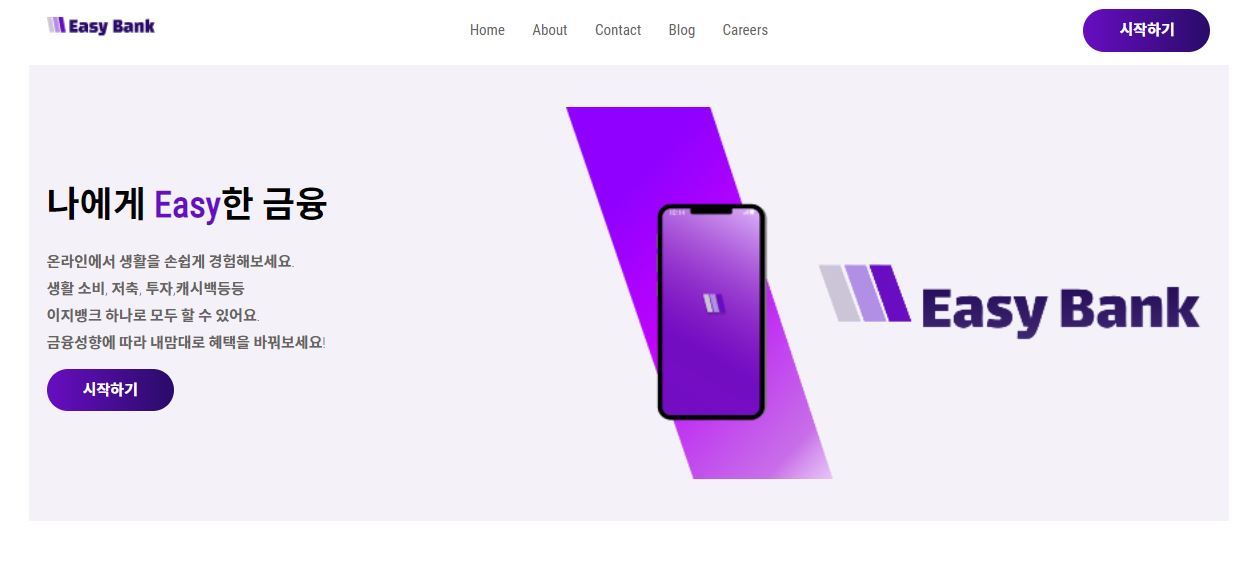 Easy Bank
Home About Contact Blog Careers
시작하기
나에게 Easy한 금융
온라인에서 생활을 손쉽게 경험해보세요.
생활 소비, 저축, 투자,캐시백등등
이지뱅크 하나로 모두 할 수 있어요.
금융성향에 따라 내맘대로 혜택을 바꿔보세요!
시작하기
Easy Bank